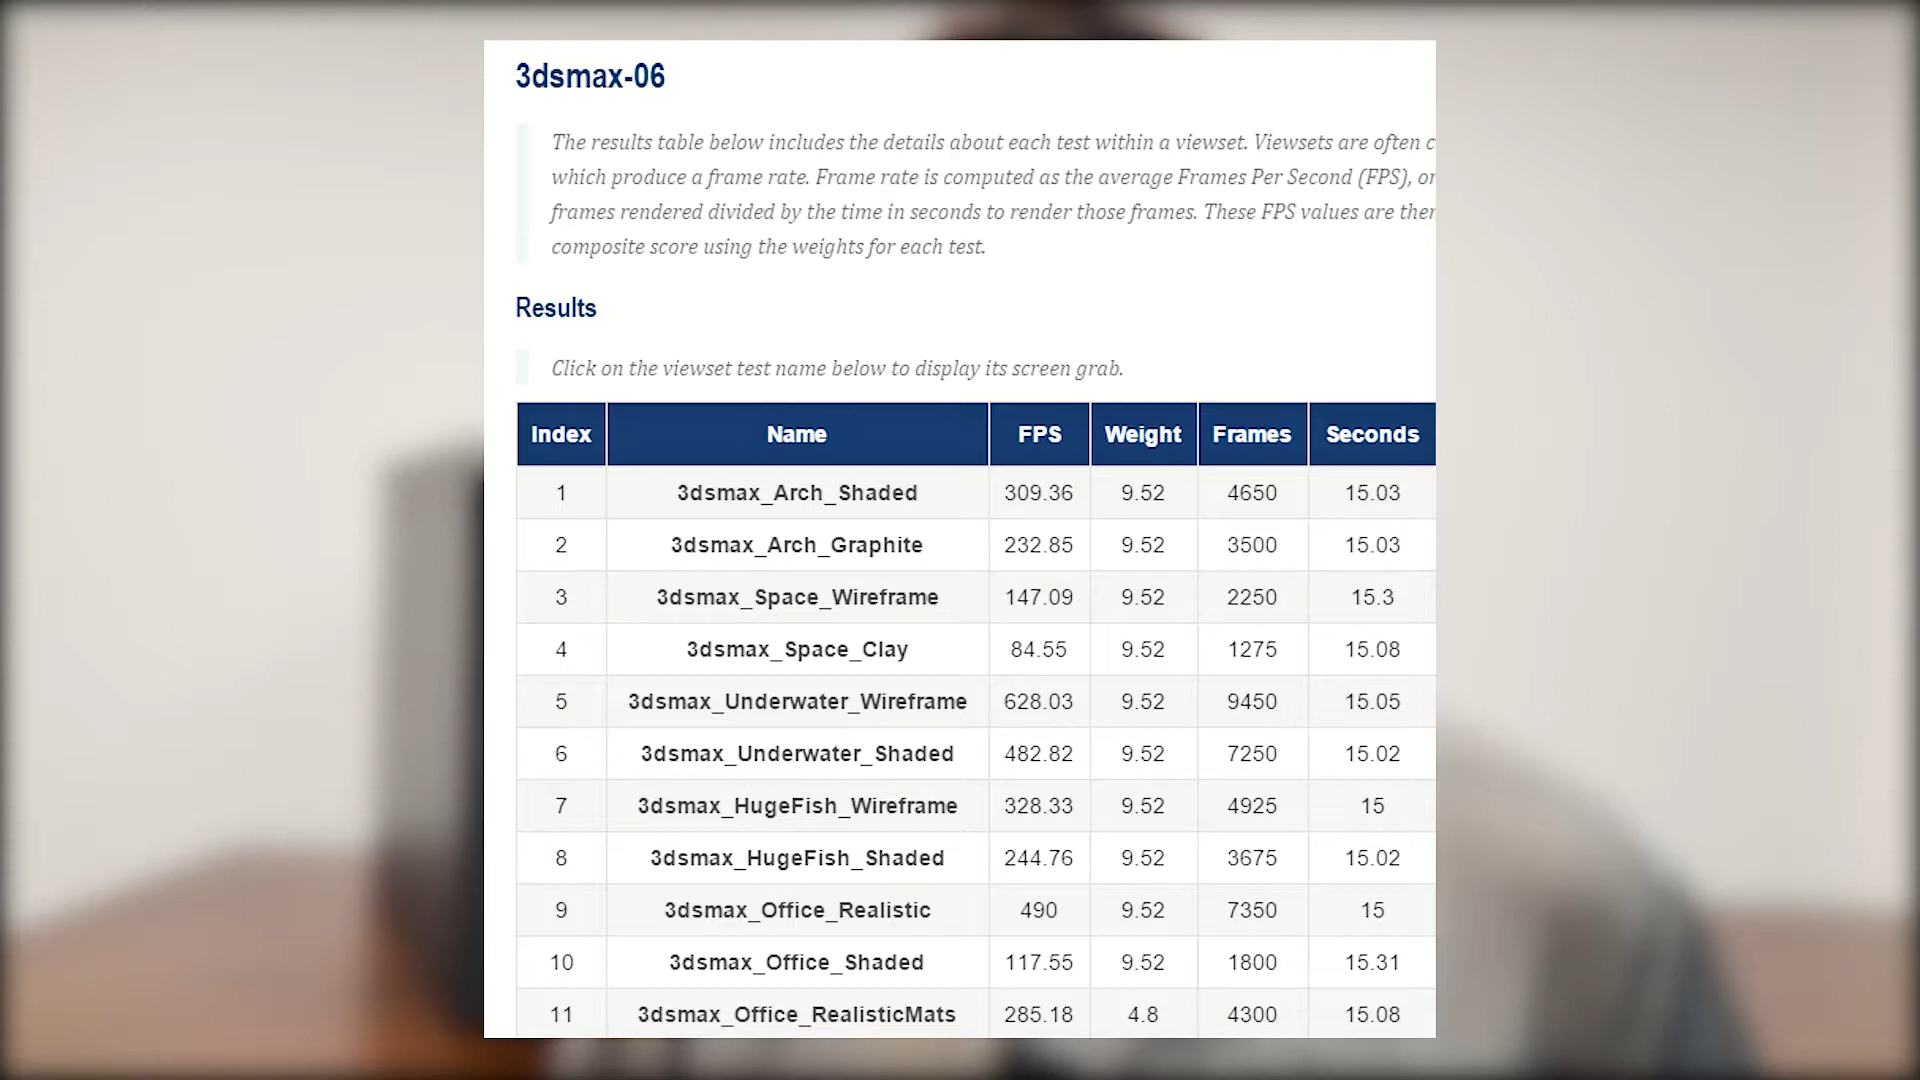 3dsmax-06
The results table below includes the details about each test within a viewset. Viewsets are often c
which produce a frame rate. Frame rate is computed as the average Frames Per Second (FPS), or
frames rendered divided by the time in seconds to render those frames. These FPS values are then
composite score using the weights for each test.
Results
Click on the viewset test name below to display its screen grab.
Index Name FPS Weight Frames Seconds
1 3dsmax_Arch_Shaded 309.36 9.52 4650 15.03
2 3dsmax_Arch_Graphite 232.85 9.52 3500 15.03
3 3dsmax_Space_Wireframe 147.09 9.52 2250 15.3
4 3dsmax_Space_Clay 84.55 9.52 1275 15.08
5 3dsmax_Underwater_Wireframe 628.03 9.52 9450 15.05
6 3dsmax_Underwater_Shaded 482.82 9.52 7250 15.02
7 3dsmax_HugeFish_Wireframe 328.33 9.52 4925 15
8 3dsmax_HugeFish_Shaded 244.76 9.52 3675 15.02
9 3dsmax_Office_Realistic 490 9.52 7350 15
10 3dsmax_Office_Shaded 117.55 9.52 1800 15.31
11 3dsmax_Office_RealisticMats 285.18 4.8 4300 15.08